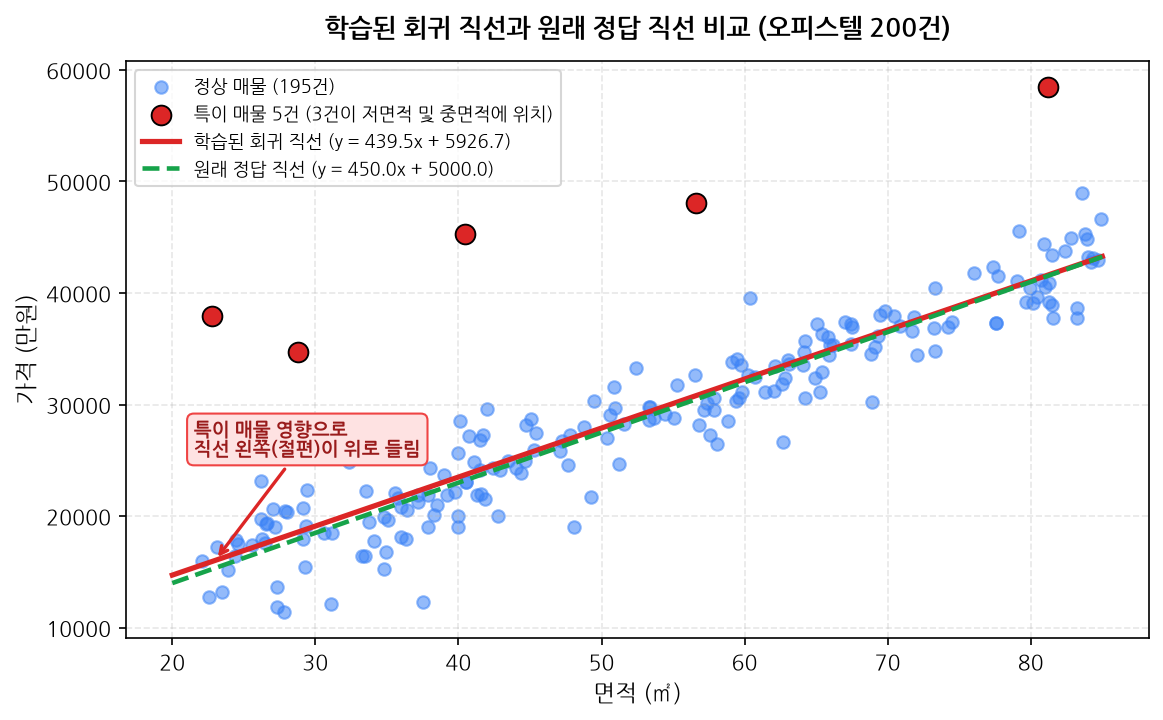 학습된 회귀 직선과 원래 정답 직선 비교 (오피스텔 200건)
정상 매물 (195건)
특이 매물 5건 (3건이 저면적 및 중면적에 위치)
학습된 회귀 직선 (y = 439.5x + 5926.7)
원래 정답 직선 (y = 450.0x + 5000.0)
60000
50000
40000
30000
20000
10000
가격 (만원)
특이 매물 영향으로
직선 왼쪽(절편)이 위로 들림
20 30 40 50 60 70 80
면적 (㎡)